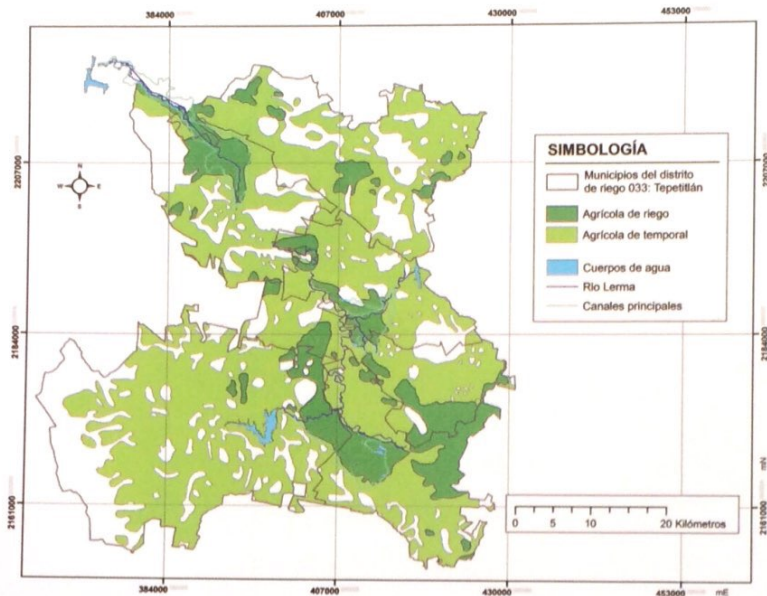 384000 407000 430000 453000
N
W E
S
2207000 2207000
2184000 2184000
2161000 2161000
mN
SIMBOLOGÍA
Municipios del distrito
de riego 033: Tepetitlán
Agrícola de riego
Agrícola de temporal
Cuerpos de agua
Río Lerma
Canales principales
0 5 10 20 Kilómetros
384000 407000 430000 453000 mE